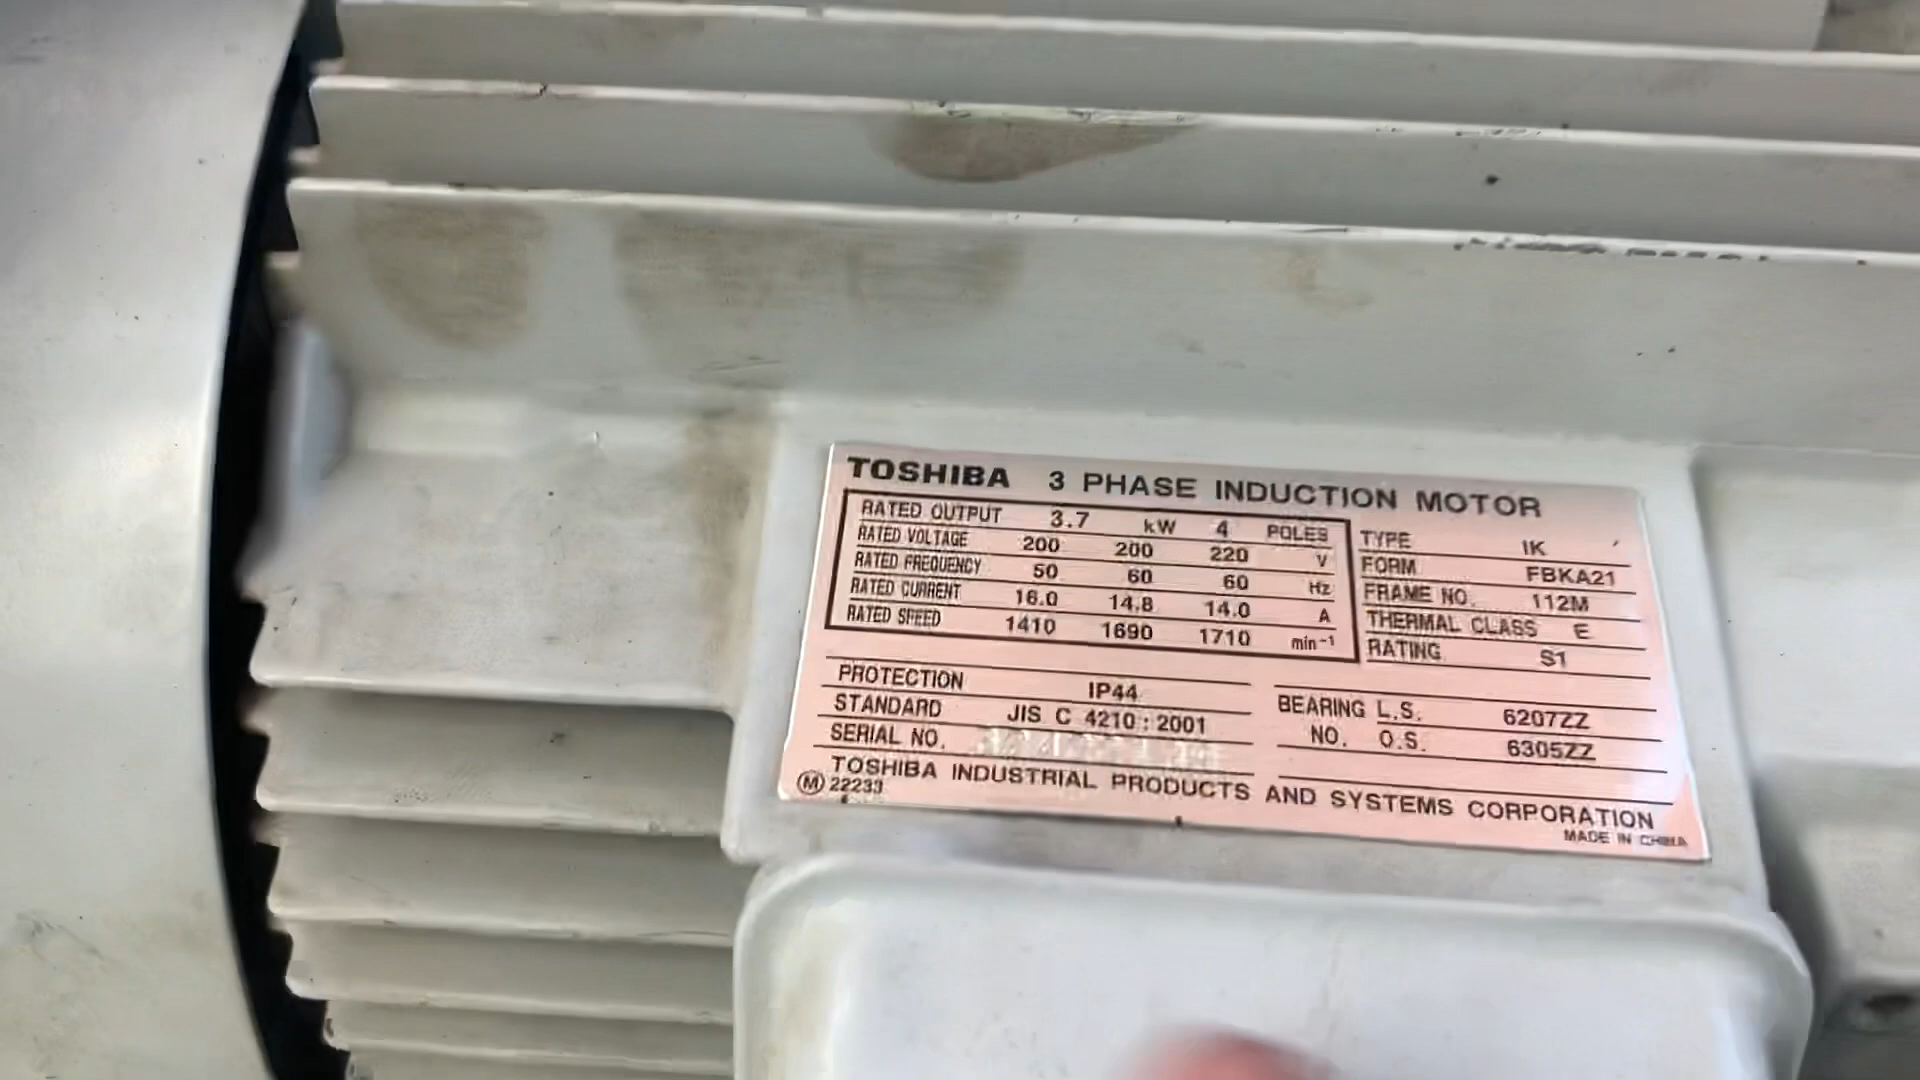 TOSHIBA 3 PHASE INDUCTION MOTOR
RATED OUTPUT 3.7 kW 4 POLES
RATED VOLTAGE 200 200 220 V
RATED FREQUENCY 50 60 60 Hz
RATED CURRENT 16.0 14.8 14.0 A
RATED SPEED 1410 1690 1710 min⁻¹
TYPE IK
FORM FBKA21
FRAME NO. 112M
THERMAL CLASS E
RATING S1
PROTECTION IP44
STANDARD JIS C 4210 : 2001
SERIAL NO.
BEARING L.S. 6207ZZ
NO. O.S. 6305ZZ
TOSHIBA INDUSTRIAL PRODUCTS AND SYSTEMS CORPORATION
Ⓜ 22233
MADE IN CHINA